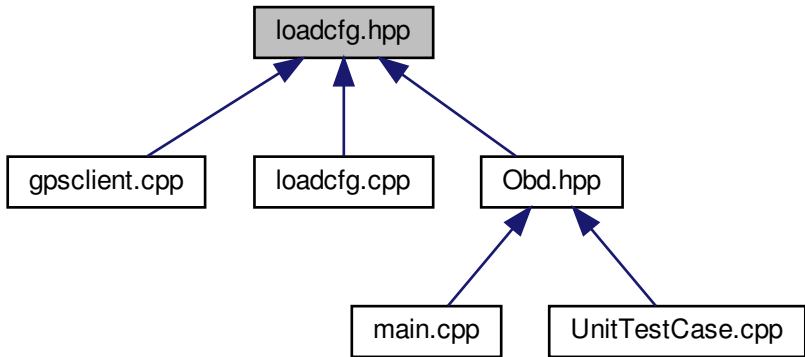 loadcfg.hpp
gpsclient.cpp
loadcfg.cpp
Obd.hpp
main.cpp
UnitTestCase.cpp